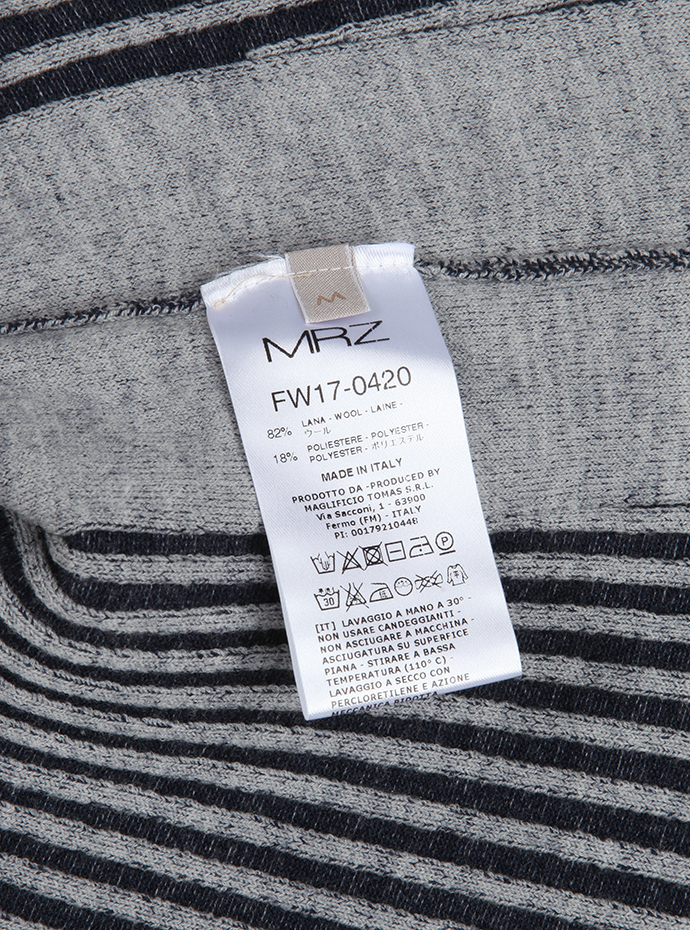 M
MRZ
FW17-0420
82% LANA - WOOL - LAINE -
ウール
18% POLIESTERE - POLYESTER -
POLYESTER - ポリエステル
MADE IN ITALY
PRODOTTO DA -PRODUCED BY
MAGLIFICIO TOMAS S.R.L.
Via Sacconi, 1 - 63900
Fermo (FM) - ITALY
PI: 00179210448
P
30
[IT] LAVAGGIO A MANO A 30° -
NON USARE CANDEGGIANTI -
NON ASCIUGARE A MACCHINA -
ASCIUGATURA SU SUPERFICE
PIANA - STIRARE A BASSA
TEMPERATURA (110° C) -
LAVAGGIO A SECCO CON
PERCLORETILENE E AZIONE
MECCANICA RIDOTTA